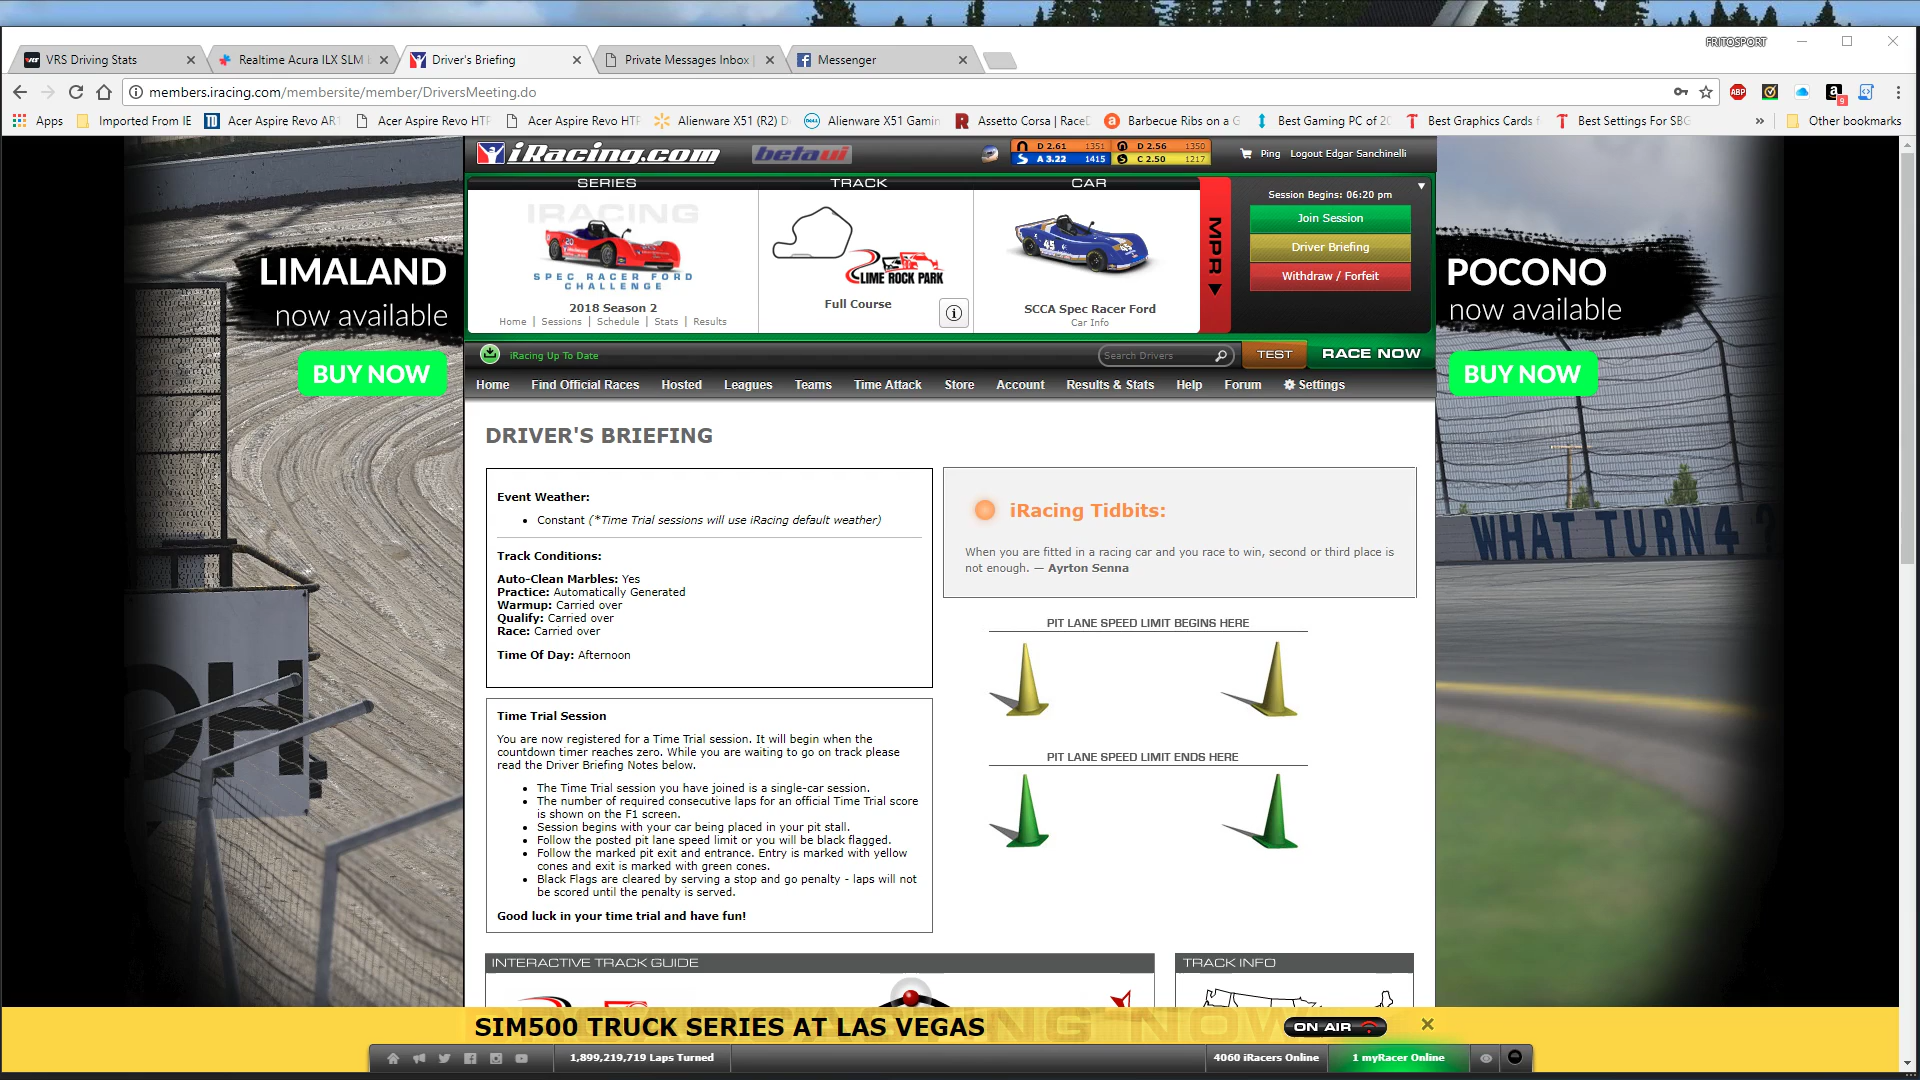 FRITOSPORT
VRS Driving Stats
Realtime Acura ILX SLM
Driver's Briefing
Private Messages Inbox
Messenger
members.iracing.com/membersite/member/DriversMeeting.do
ABP
9
Apps
Imported From IE
Acer Aspire Revo AR
Acer Aspire Revo HTP
Acer Aspire Revo HTP
Alienware X51 (R2) D
Alienware X51 Gamin
Assetto Corsa | RaceD
Barbecue Ribs on a G
Best Gaming PC of 20
Best Graphics Cards f
Best Settings For SBG
»
Other bookmarks
iRacing.com
betaui
D 2.61 1351
D 2.56 1350
A 3.22 1415
C 2.50 1217
Ping
Logout Edgar Sanchinelli
SERIES
TRACK
CAR
IRACING
SPEC RACER FORD
CHALLENGE
2018 Season 2
Home | Sessions | Schedule | Stats | Results
LIME ROCK PARK
Full Course
45
SCCA Spec Racer Ford
Car Info
MPR
Session Begins: 06:20 pm
Join Session
Driver Briefing
Withdraw / Forfeit
LIMALAND
now available
BUY NOW
POCONO
now available
BUY NOW
WHAT TURN 4 ?
iRacing Up To Date
Search Drivers
TEST
RACE NOW
Home
Find Official Races
Hosted
Leagues
Teams
Time Attack
Store
Account
Results & Stats
Help
Forum
Settings
DRIVER'S BRIEFING
Event Weather:
• Constant (*Time Trial sessions will use iRacing default weather)
Track Conditions:
Auto-Clean Marbles: Yes
Practice: Automatically Generated
Warmup: Carried over
Qualify: Carried over
Race: Carried over
Time Of Day: Afternoon
Time Trial Session
You are now registered for a Time Trial session. It will begin when the
countdown timer reaches zero. While you are waiting to go on track please
read the Driver Briefing Notes below.
• The Time Trial session you have joined is a single-car session.
• The number of required consecutive laps for an official Time Trial score
is shown on the F1 screen.
• Session begins with your car being placed in your pit stall.
• Follow the posted pit lane speed limit or you will be black flagged.
• Follow the marked pit exit and entrance. Entry is marked with yellow
cones and exit is marked with green cones.
• Black Flags are cleared by serving a stop and go penalty - laps will not
be scored until the penalty is served.
Good luck in your time trial and have fun!
iRacing Tidbits:
When you are fitted in a racing car and you race to win, second or third place is
not enough. — Ayrton Senna
PIT LANE SPEED LIMIT BEGINS HERE
PIT LANE SPEED LIMIT ENDS HERE
INTERACTIVE TRACK GUIDE
TRACK INFO
SIM500 TRUCK SERIES AT LAS VEGAS
ON AIR
1,899,219,719 Laps Turned
4060 iRacers Online
1 myRacer Online